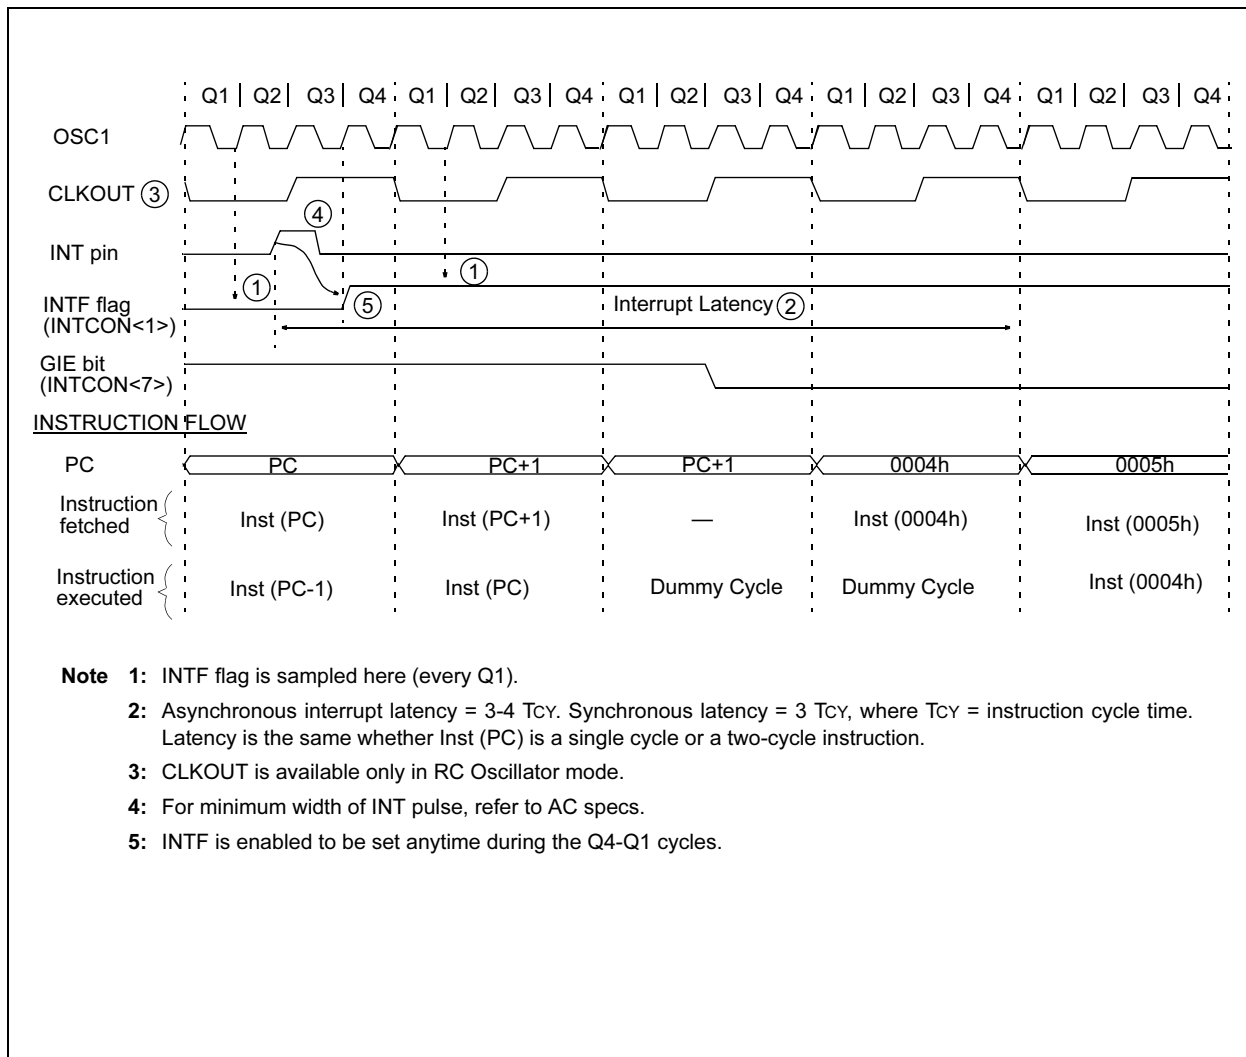 Q1 | Q2 | Q3 | Q4 Q1 | Q2 | Q3 | Q4 Q1 | Q2 | Q3 | Q4 Q1 | Q2 | Q3 | Q4 Q1 | Q2 | Q3 | Q4
OSC1
CLKOUT 3
4
INT pin
1
1
INTF flag
(INTCON<1>)
5
Interrupt Latency 2
GIE bit
(INTCON<7>)
INSTRUCTION FLOW
PC PC PC+1 PC+1 0004h 0005h
Instruction
fetched
Inst (PC) Inst (PC+1) — Inst (0004h) Inst (0005h)
Instruction
executed
Inst (PC-1) Inst (PC) Dummy Cycle Dummy Cycle Inst (0004h)
Note 1: INTF flag is sampled here (every Q1).
2: Asynchronous interrupt latency = 3-4 TCY. Synchronous latency = 3 TCY, where TCY = instruction cycle time.
Latency is the same whether Inst (PC) is a single cycle or a two-cycle instruction.
3: CLKOUT is available only in RC Oscillator mode.
4: For minimum width of INT pulse, refer to AC specs.
5: INTF is enabled to be set anytime during the Q4-Q1 cycles.